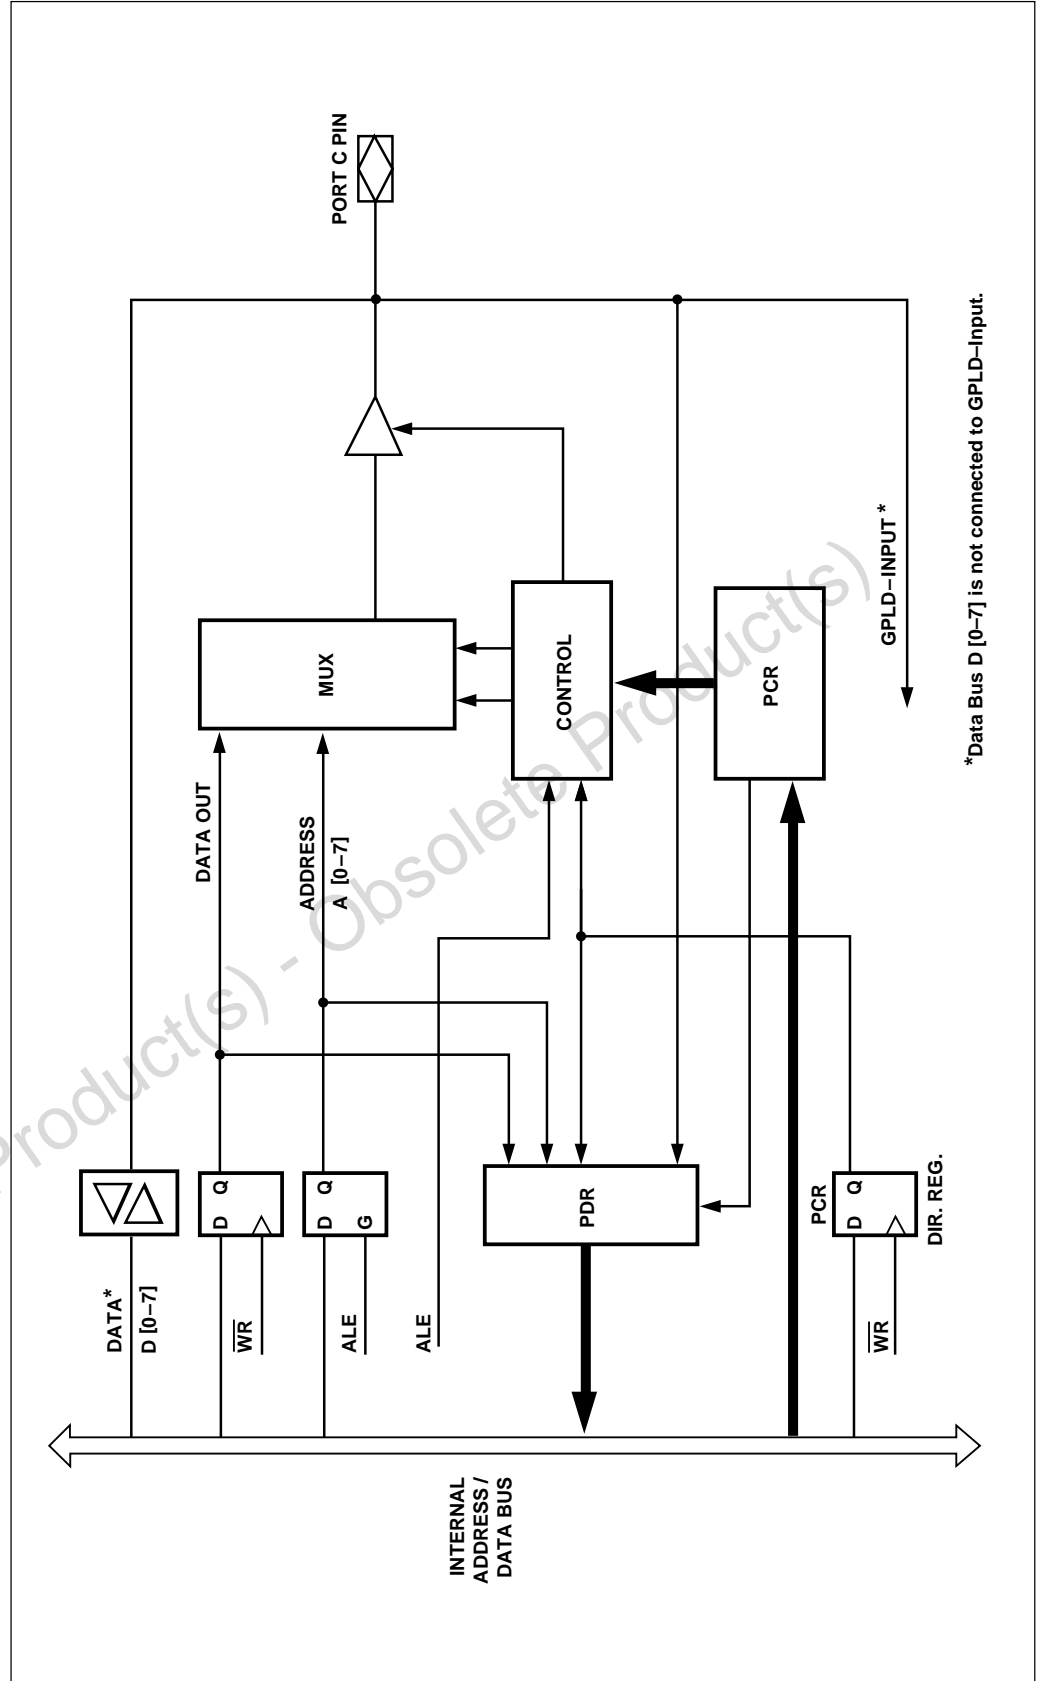 PORT C PIN
DATA OUT
MUX
ADDRESS
A [0–7]
CONTROL
PCR
GPLD–INPUT *
*Data Bus D [0–7] is not connected to GPLD–Input.
DATA*
D [0–7]
D Q
WR
D Q
G
ALE
ALE
PDR
PCR
D Q
DIR. REG.
WR
INTERNAL
ADDRESS /
DATA BUS
Product(s) - Obsolete Product(s)